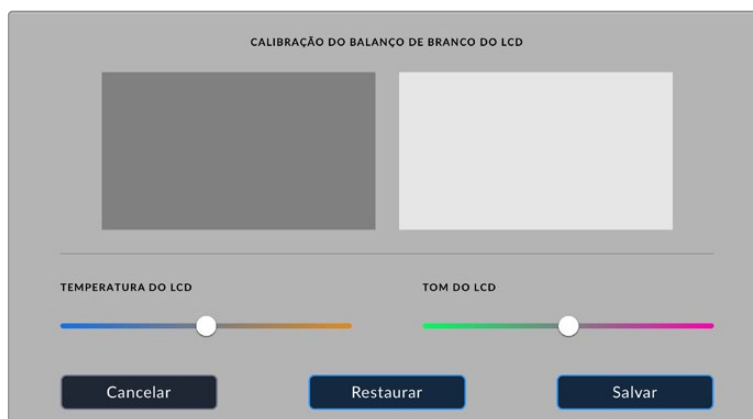 CALIBRAÇÃO DO BALANÇO DE BRANCO DO LCD
TEMPERATURA DO LCD
TOM DO LCD
Cancelar
Restaurar
Salvar